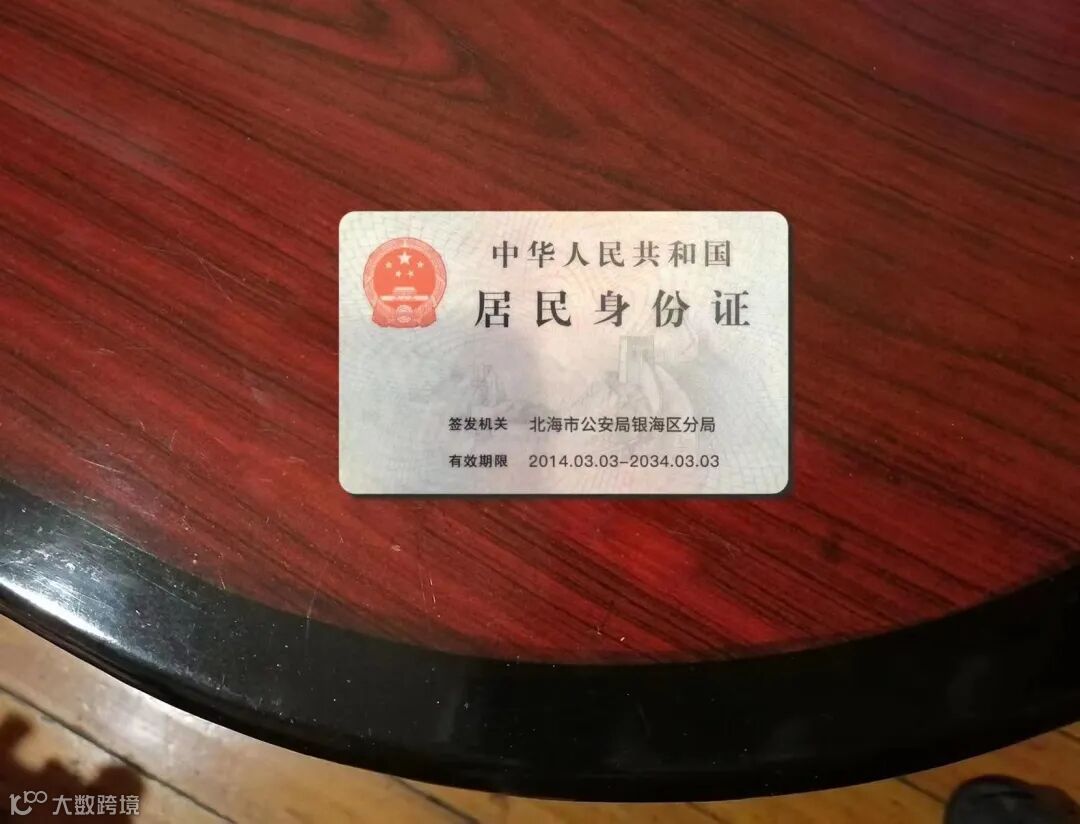 中华人民共和国
居民身份证
签发机关 北海市公安局银海区分局
有效期限 2014.03.03-2034.03.03
大数跨境